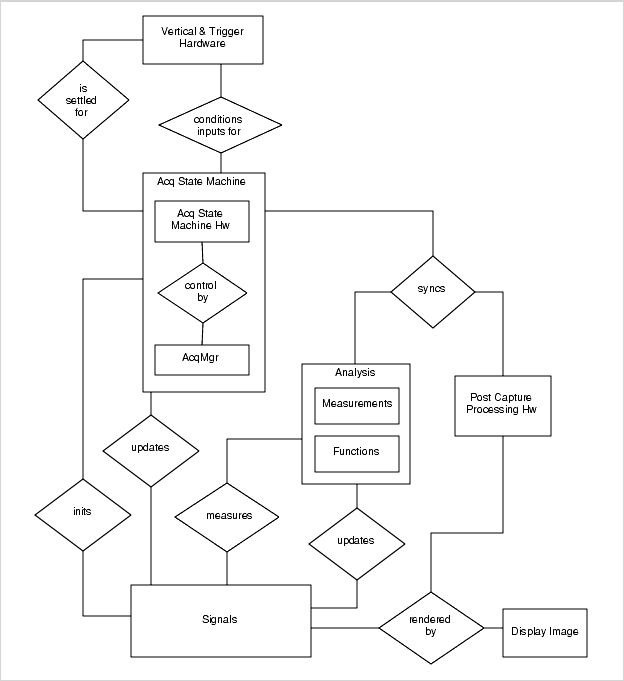 Vertical & Trigger
Hardware
is
settled
for
conditions
inputs for
Acq State Machine
Acq State
Machine Hw
control
by
syncs
AcqMgr
Analysis
Measurements
Functions
Post Capture
Processing Hw
updates
inits
measures
updates
Signals
rendered
by
Display Image